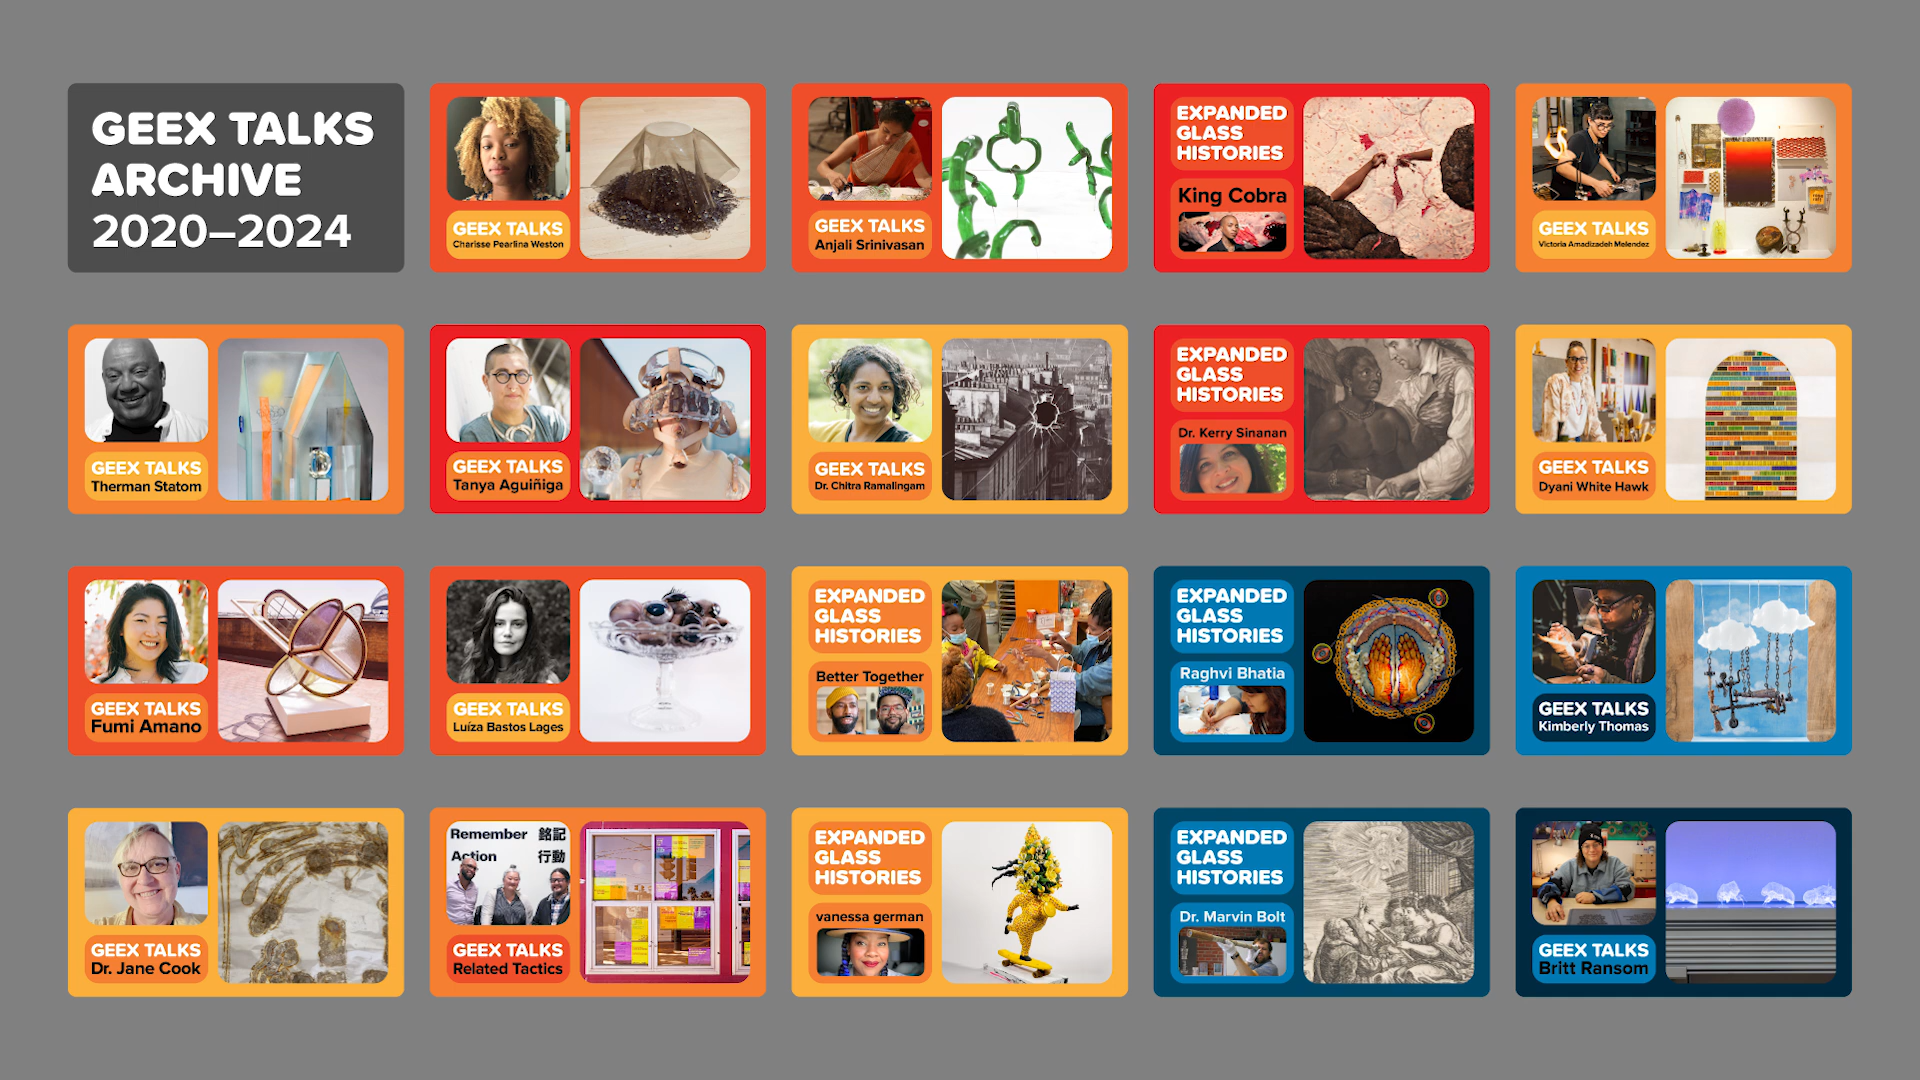 GEEX TALKS
ARCHIVE
2020–2024
GEEX TALKS
Charisse Pearlina Weston
GEEX TALKS
Anjali Srinivasan
EXPANDED
GLASS
HISTORIES
King Cobra
GEEX TALKS
Victoria Amadizadeh Melendez
GEEX TALKS
Therman Statom
GEEX TALKS
Tanya Aguiñiga
GEEX TALKS
Dr. Chitra Ramalingam
EXPANDED
GLASS
HISTORIES
Dr. Kerry Sinanan
GEEX TALKS
Dyani White Hawk
GEEX TALKS
Fumi Amano
GEEX TALKS
Luíza Bastos Lages
EXPANDED
GLASS
HISTORIES
Better Together
EXPANDED
GLASS
HISTORIES
Raghvi Bhatia
GEEX TALKS
Kimberly Thomas
GEEX TALKS
Dr. Jane Cook
Remember 銘記
Action 行動
GEEX TALKS
Related Tactics
EXPANDED
GLASS
HISTORIES
vanessa german
EXPANDED
GLASS
HISTORIES
Dr. Marvin Bolt
GEEX TALKS
Britt Ransom